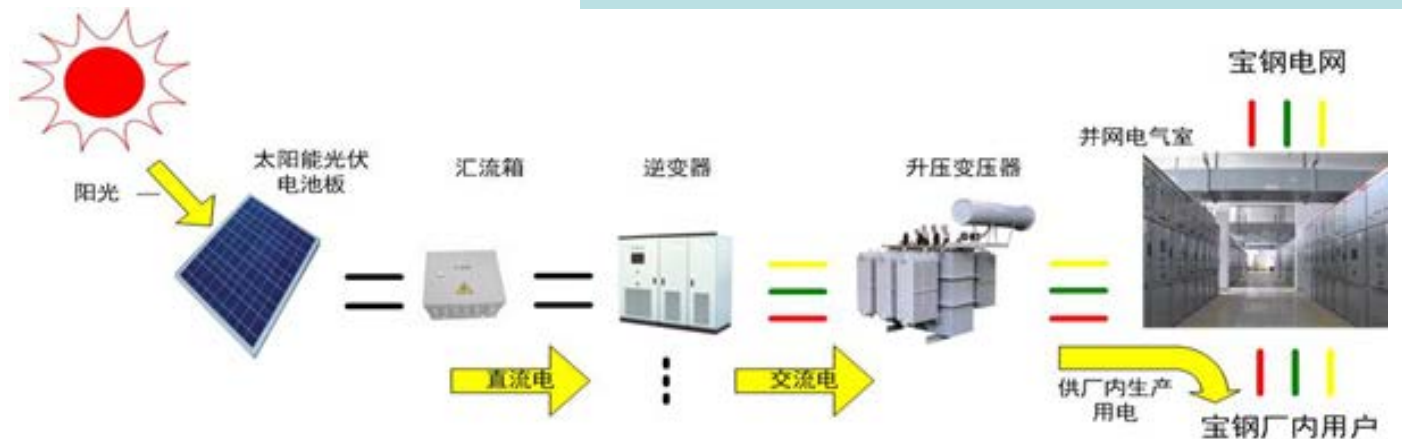 宝钢电网
并网电气室
太阳能光伏
电池板
汇流箱
逆变器
升压变压器
阳光
直流电
交流电
供厂内生产
用电
宝钢厂内用户